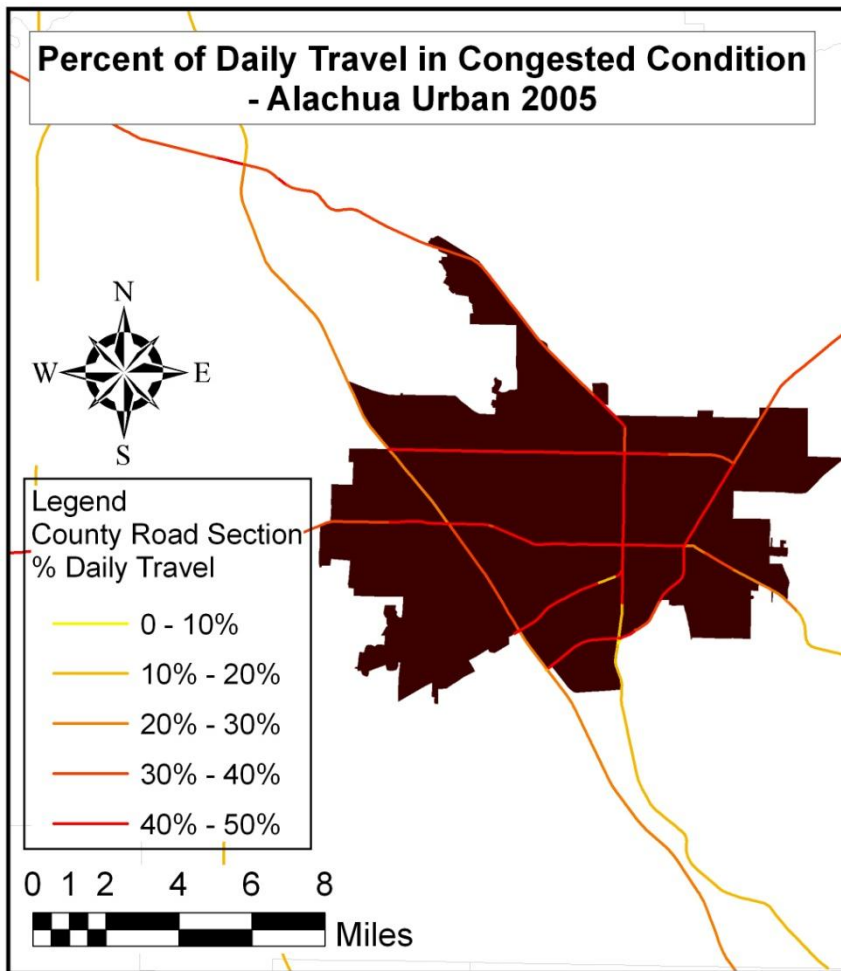 Percent of Daily Travel in Congested Condition
- Alachua Urban 2005
N
W
E
S
Legend
County Road Section
% Daily Travel
0 - 10%
10% - 20%
20% - 30%
30% - 40%
40% - 50%
0 1 2 4 6 8
Miles